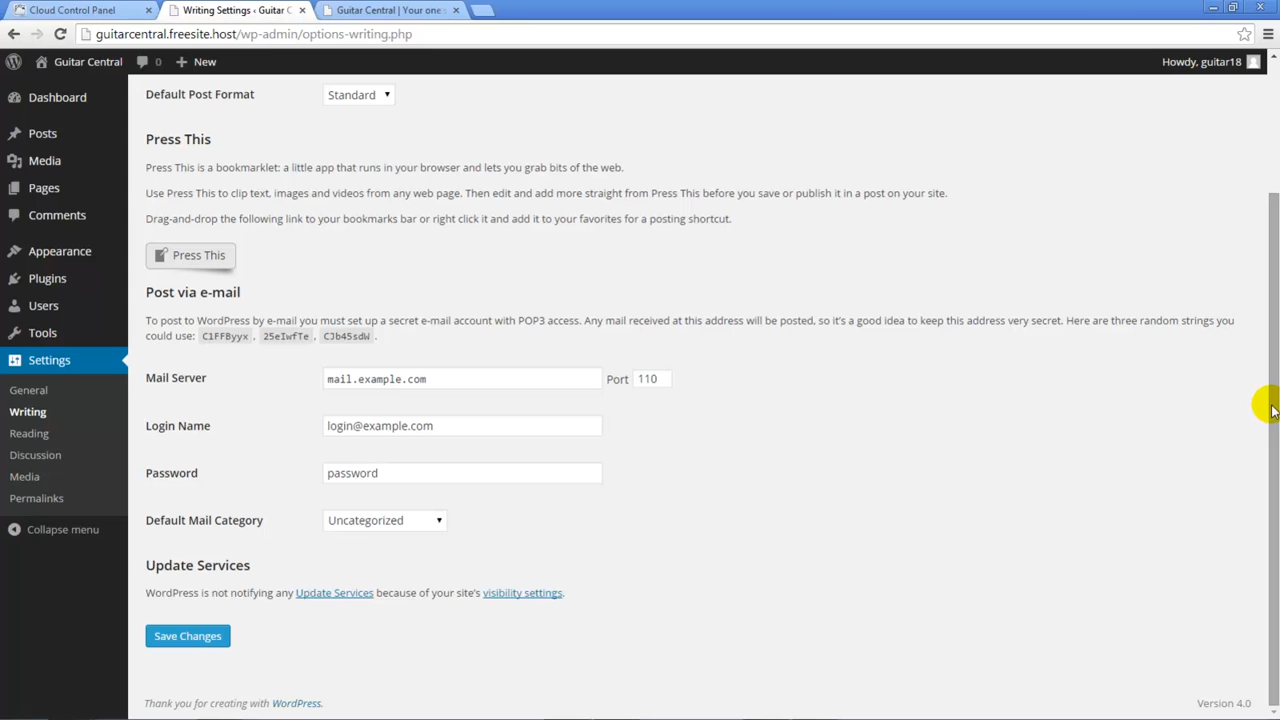 Cloud Control Panel
Writing Settings ‹ Guitar C
Guitar Central | Your one s
guitarcentral.freesite.host/wp-admin/options-writing.php
Guitar Central 0 New
Howdy, guitar18
Dashboard
Posts
Media
Pages
Comments
Appearance
Plugins
Users
Tools
Settings
General
Writing
Reading
Discussion
Media
Permalinks
Collapse menu
Default Post Format Standard
Press This
Press This is a bookmarklet: a little app that runs in your browser and lets you grab bits of the web.
Use Press This to clip text, images and videos from any web page. Then edit and add more straight from Press This before you save or publish it in a post on your site.
Drag-and-drop the following link to your bookmarks bar or right click it and add it to your favorites for a posting shortcut.
Press This
Post via e-mail
To post to WordPress by e-mail you must set up a secret e-mail account with POP3 access. Any mail received at this address will be posted, so it's a good idea to keep this address very secret. Here are three random strings you
could use: C1FFByyx , 25eIwfTe , CJb45sdW .
Mail Server mail.example.com Port 110
Login Name login@example.com
Password password
Default Mail Category Uncategorized
Update Services
WordPress is not notifying any Update Services because of your site's visibility settings.
Save Changes
Thank you for creating with WordPress.
Version 4.0